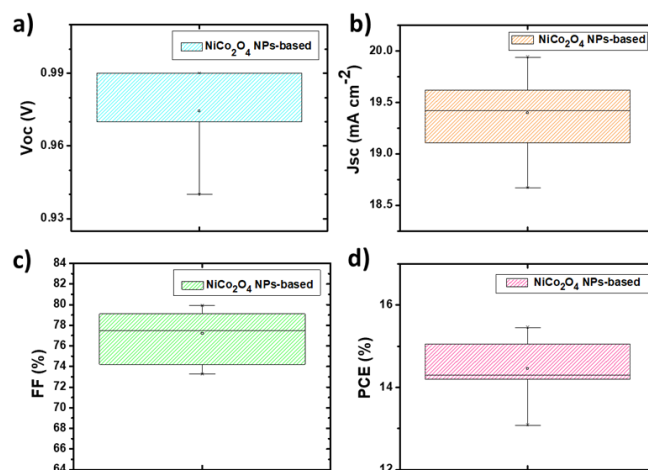 a)
NiCo₂O₄ NPs-based
0.99
0.96
0.93
Voc (V)
b)
NiCo₂O₄ NPs-based
20.0
19.5
19.0
18.5
Jsc (mA cm⁻²)
c)
NiCo₂O₄ NPs-based
84
82
80
78
76
74
72
70
68
66
64
FF (%)
d)
NiCo₂O₄ NPs-based
16
14
12
PCE (%)